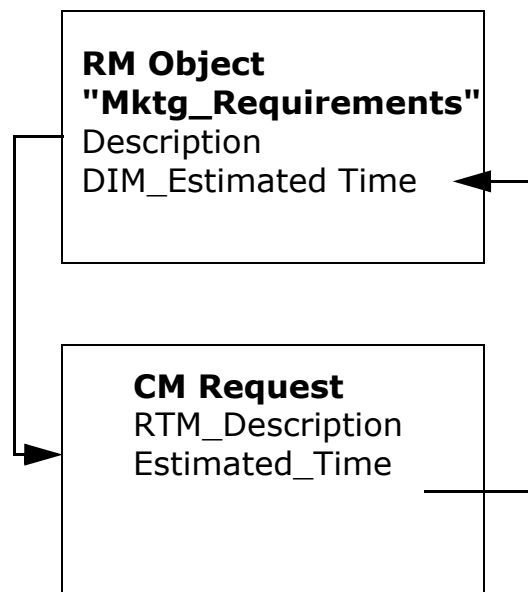 RM Object
"Mktg_Requirements"
Description
DIM_Estimated Time
CM Request
RTM_Description
Estimated_Time